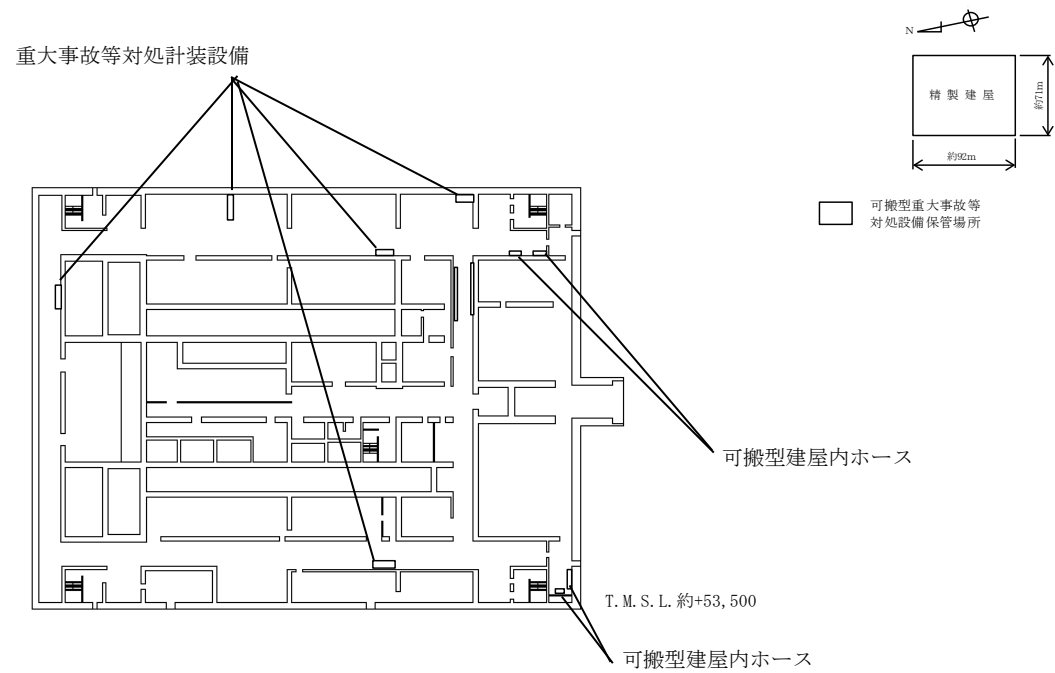 重大事故等対処計装設備
N
精製建屋
約71m
約92m
可搬型重大事故等
対処設備保管場所
可搬型建屋内ホース
T.M.S.L.約+53,500
可搬型建屋内ホース